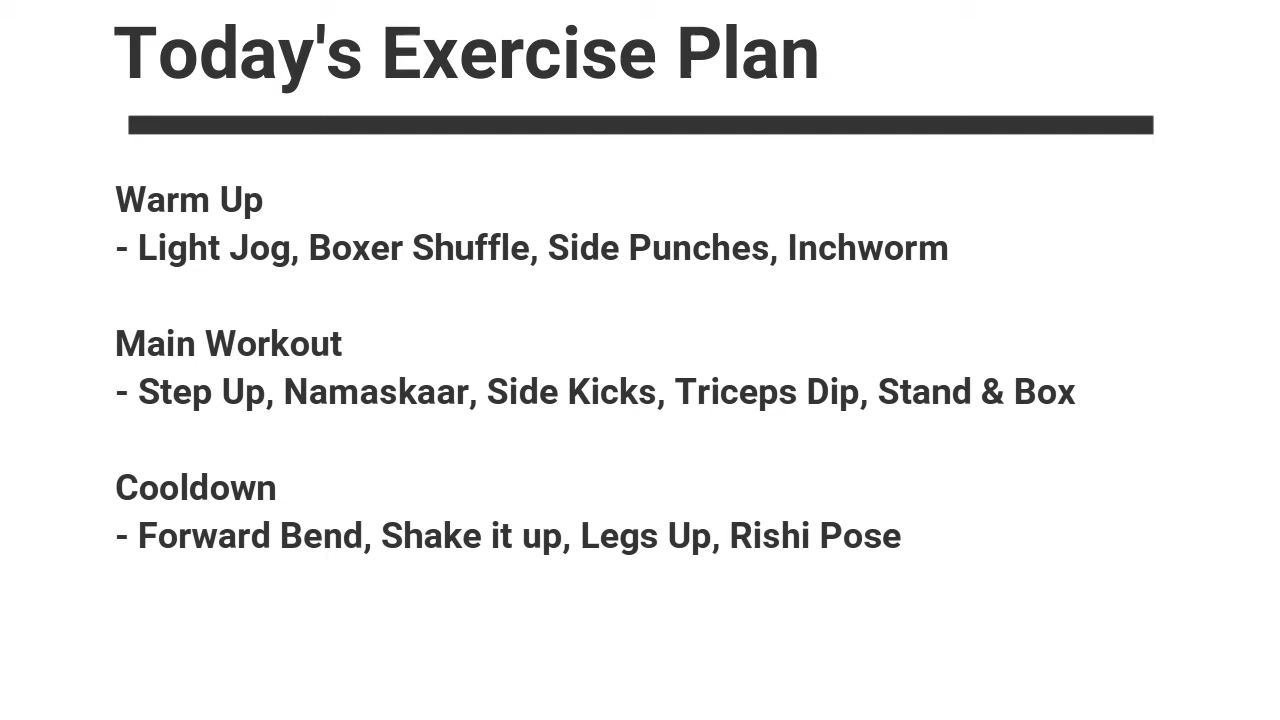 Today's Exercise Plan
Warm Up
- Light Jog, Boxer Shuffle, Side Punches, Inchworm
Main Workout
- Step Up, Namaskaar, Side Kicks, Triceps Dip, Stand & Box
Cooldown
- Forward Bend, Shake it up, Legs Up, Rishi Pose